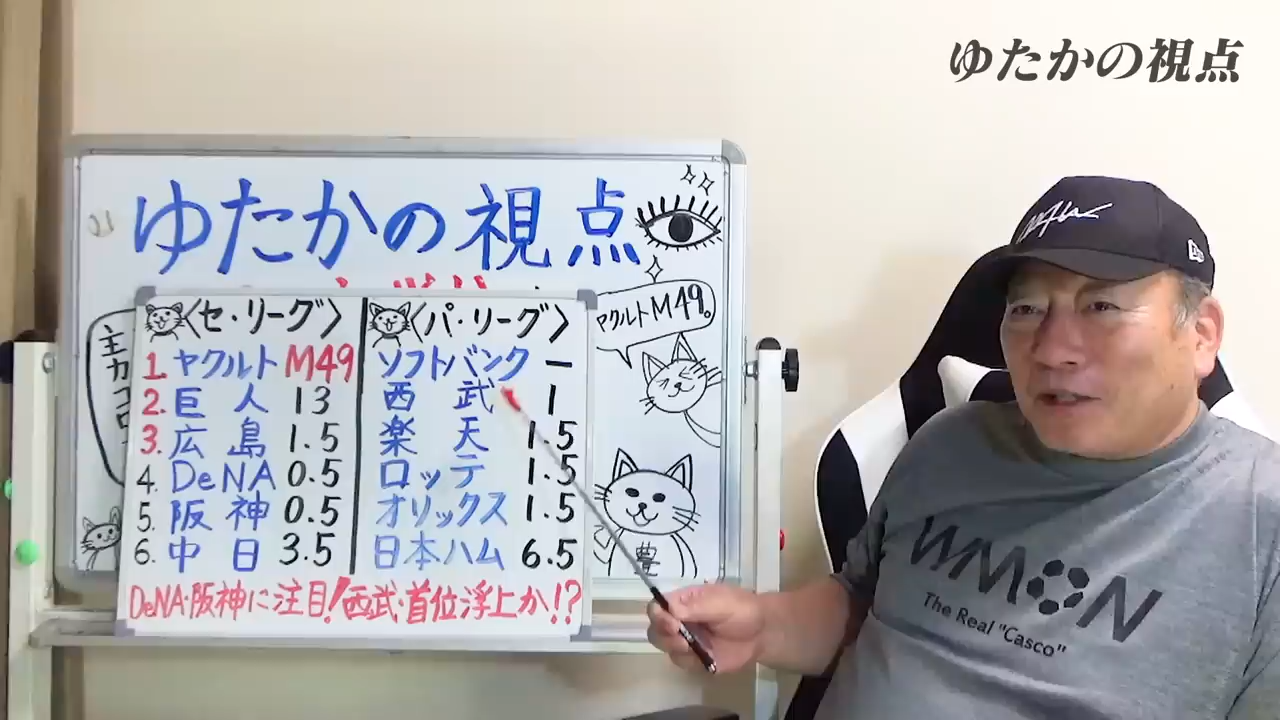 ゆたかの視点
ゆたかの視点
ヤクルトM49。
〈セ・リーグ〉
1. ヤクルト M49
2. 巨人 13
3. 広島 1.5
4. DeNA 0.5
5. 阪神 0.5
6. 中日 3.5
〈パ・リーグ〉
ソフトバンク ー
西武 1
楽天 1.5
ロッテ 1.5
オリックス 1.5
日本ハム 6.5
DeNA・阪神に注目!西武・首位浮上か!?
豊
WMON
The Real "Casco"